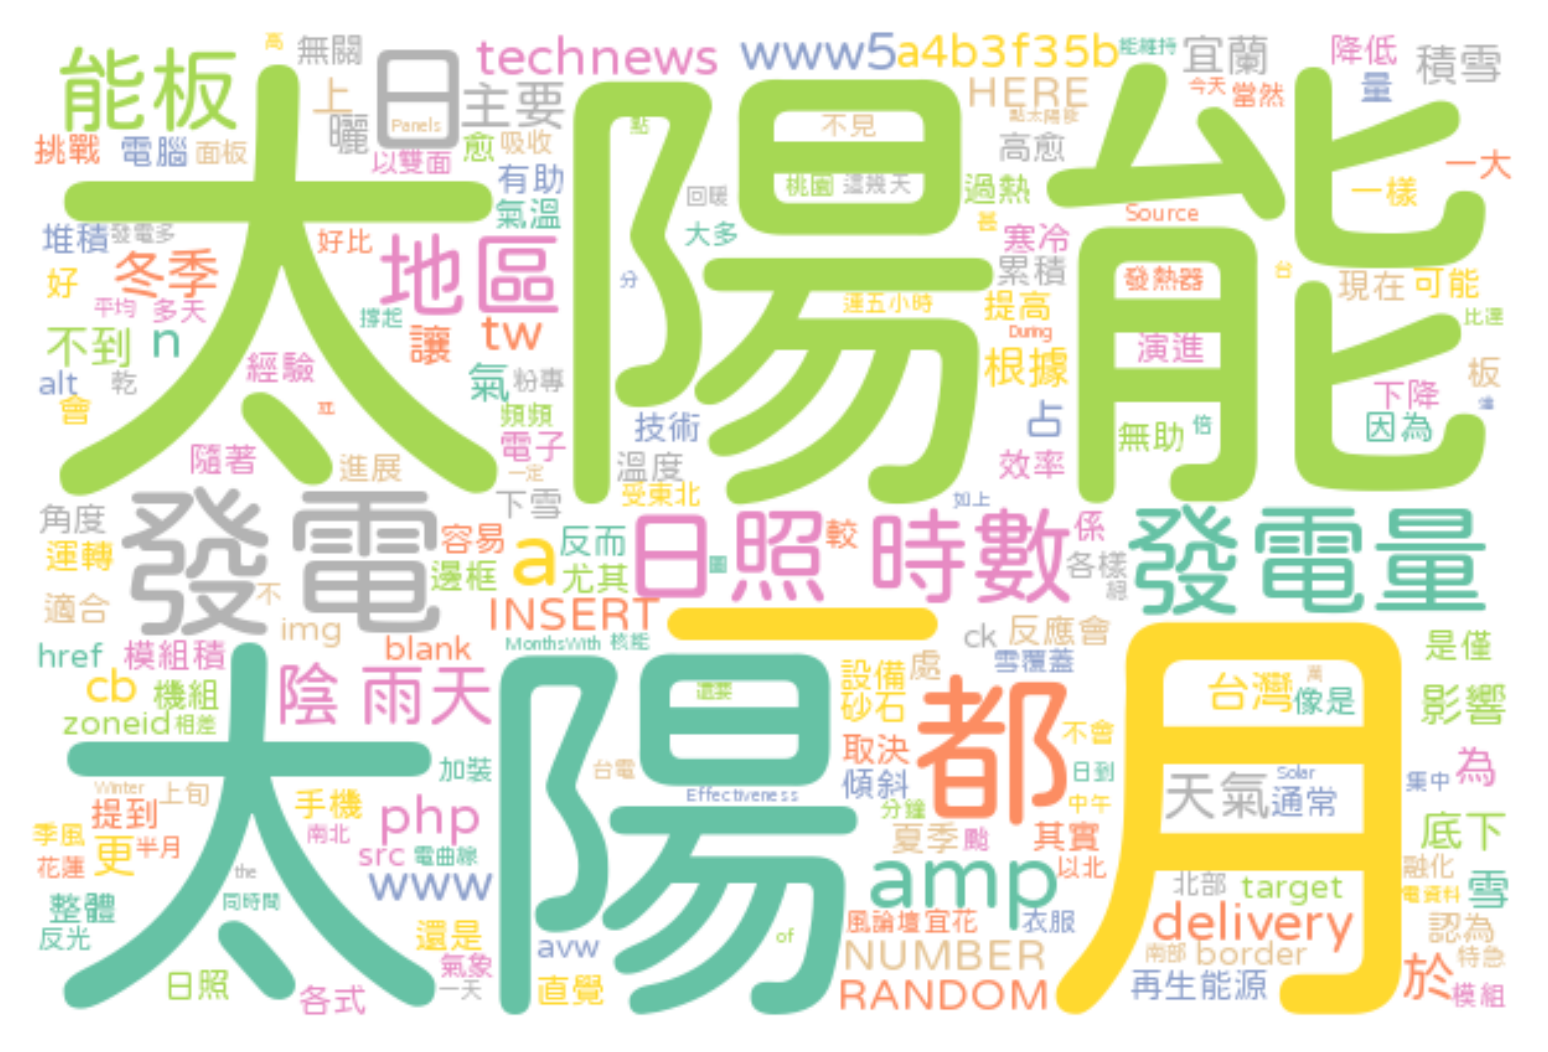 能板 高 無關 日 technews www5 a4b3f35b 能維持 宜蘭 降低 積雪
太陽能
上 曬 Panels 主要 HERE 點太陽能 今天 當然 量
挑戰 電腦 面板 以雙面 愈 吸收 點 不見 高愈 一大
有助 桃園 這幾天 過熱 一樣
堆積 發電多 好比 氣溫 回暖 大多 甚 寒冷 Source
好 冬季 地區 分 累積 發熱器 台 現在 可能
平均 多天 撐起 tw 運五小時 提高 During 演進
不到 n 經驗 讓 氣 粉專 根據 板
alt 乾 會 頻頻 技術 占 無助 倍 下降 因為
隨著 進展 電子 一定 溫度 效率
角度 發電 下雪 受東北 如上 日照 時數 發電量
運轉 容易 邊框 a 反而 尤其 圖 較 係 各樣 組
適合 不 img INSERT 一 月
href 模組積 blank MonthsWith 核能 ck 反應會 雪覆蓋 是僅
cb 機組 陰 雨天 還要 設備 處 都 台灣 萬 像是 影響
zoneid 相差 太陽 砂石 不會
加裝 台電 取決 日到 天氣 Solar 通常 集中 為
Winter 上旬 手機 php Effectiveness 傾斜 分鐘 中午
提到 季風 更 半月 南北 夏季 颱 其實 底下
花蓮 src 電曲線 www amp 以北 融化
the 整體 同時間 北部 target 電資料 雪
反光 還是 avw of 風論壇宜花 衣服 delivery 認為
日照 各式 氣象 一天 直覺 NUMBER 南部 border 特急
RANDOM 再生能源 於 模組